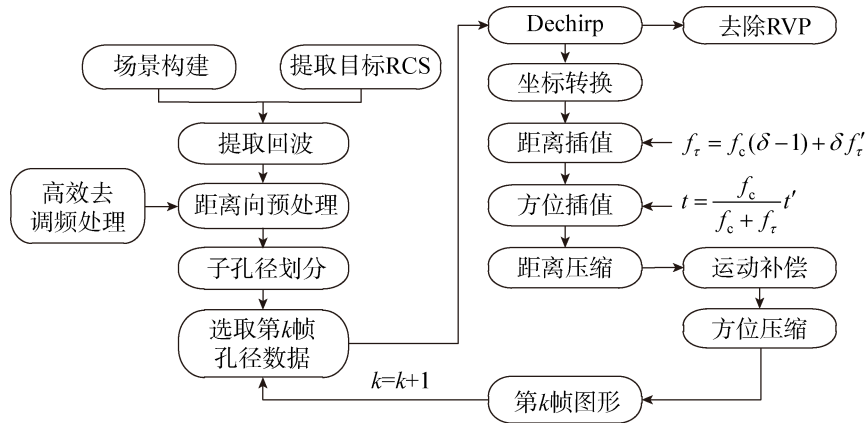 Dechirp
去除RVP
场景构建
提取目标RCS
坐标转换
提取回波
距离插值
f_τ = f_c(δ−1)+δf′_τ
高效去
调频处理
距离向预处理
方位插值
t = \frac{f_c}{f_c + f_τ} t′
子孔径划分
距离压缩
运动补偿
选取第k帧
孔径数据
方位压缩
k=k+1
第k帧图形